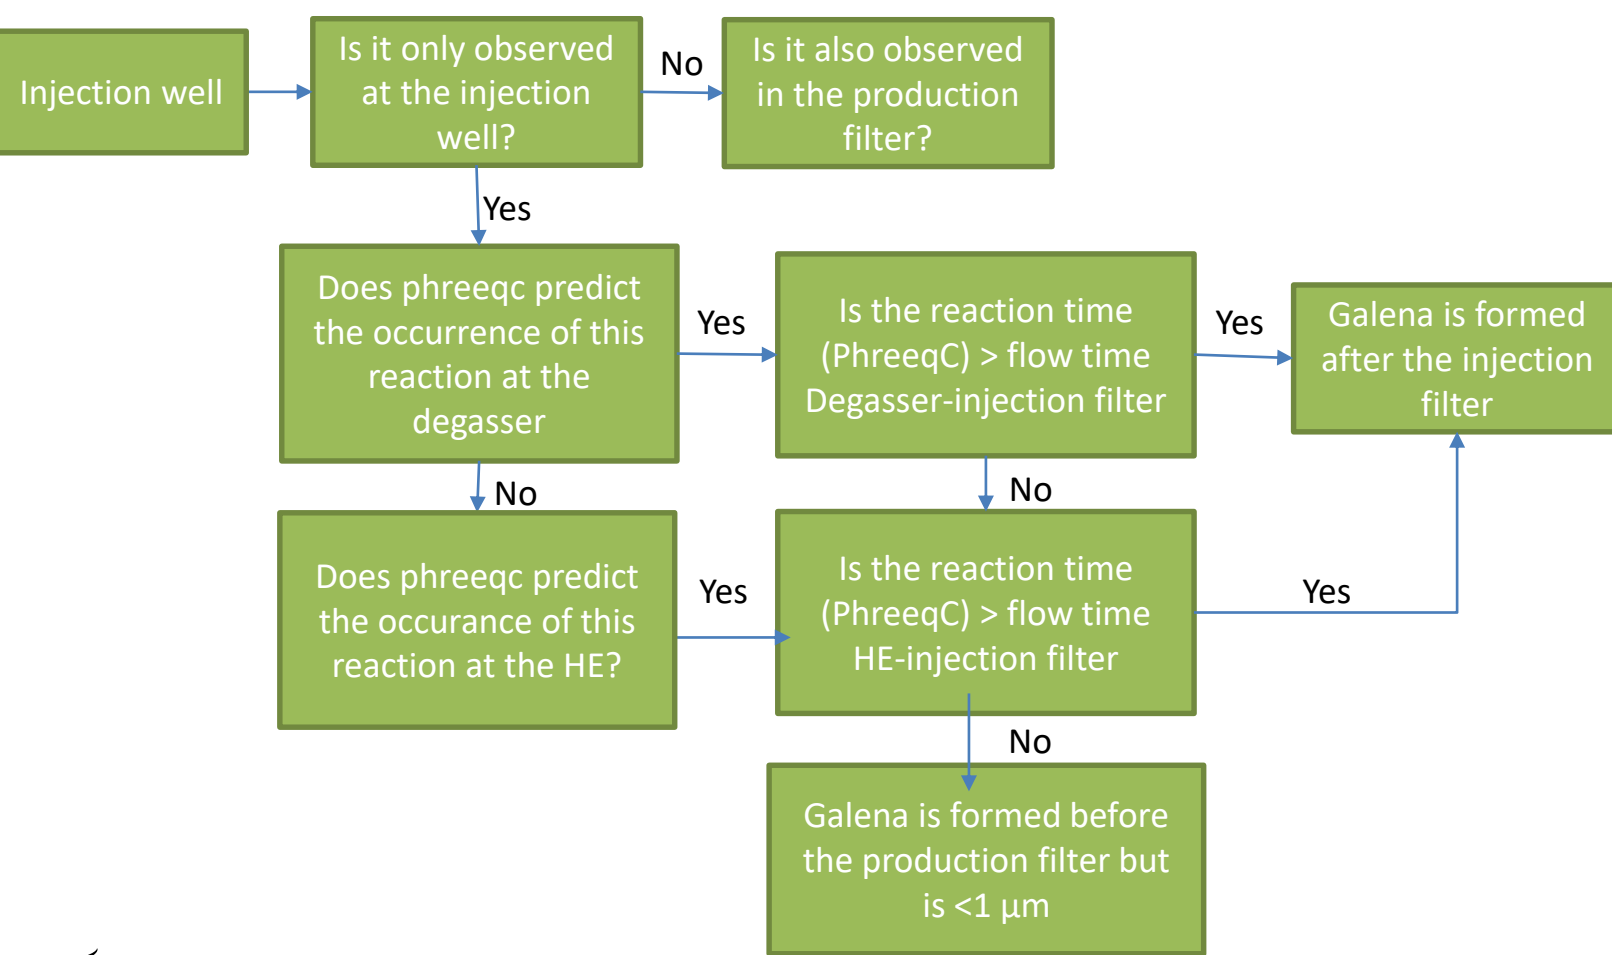 Injection well
Is it only observed
at the injection
well?
No
Is it also observed
in the production
filter?
Yes
Does phreeqc predict
the occurrence of this
reaction at the
degasser
Yes
Is the reaction time
(PhreeqC) > flow time
Degasser-injection filter
Yes
Galena is formed
after the injection
filter
No
No
Does phreeqc predict
the occurance of this
reaction at the HE?
Yes
Is the reaction time
(PhreeqC) > flow time
HE-injection filter
Yes
No
Galena is formed before
the production filter but
is <1 μm